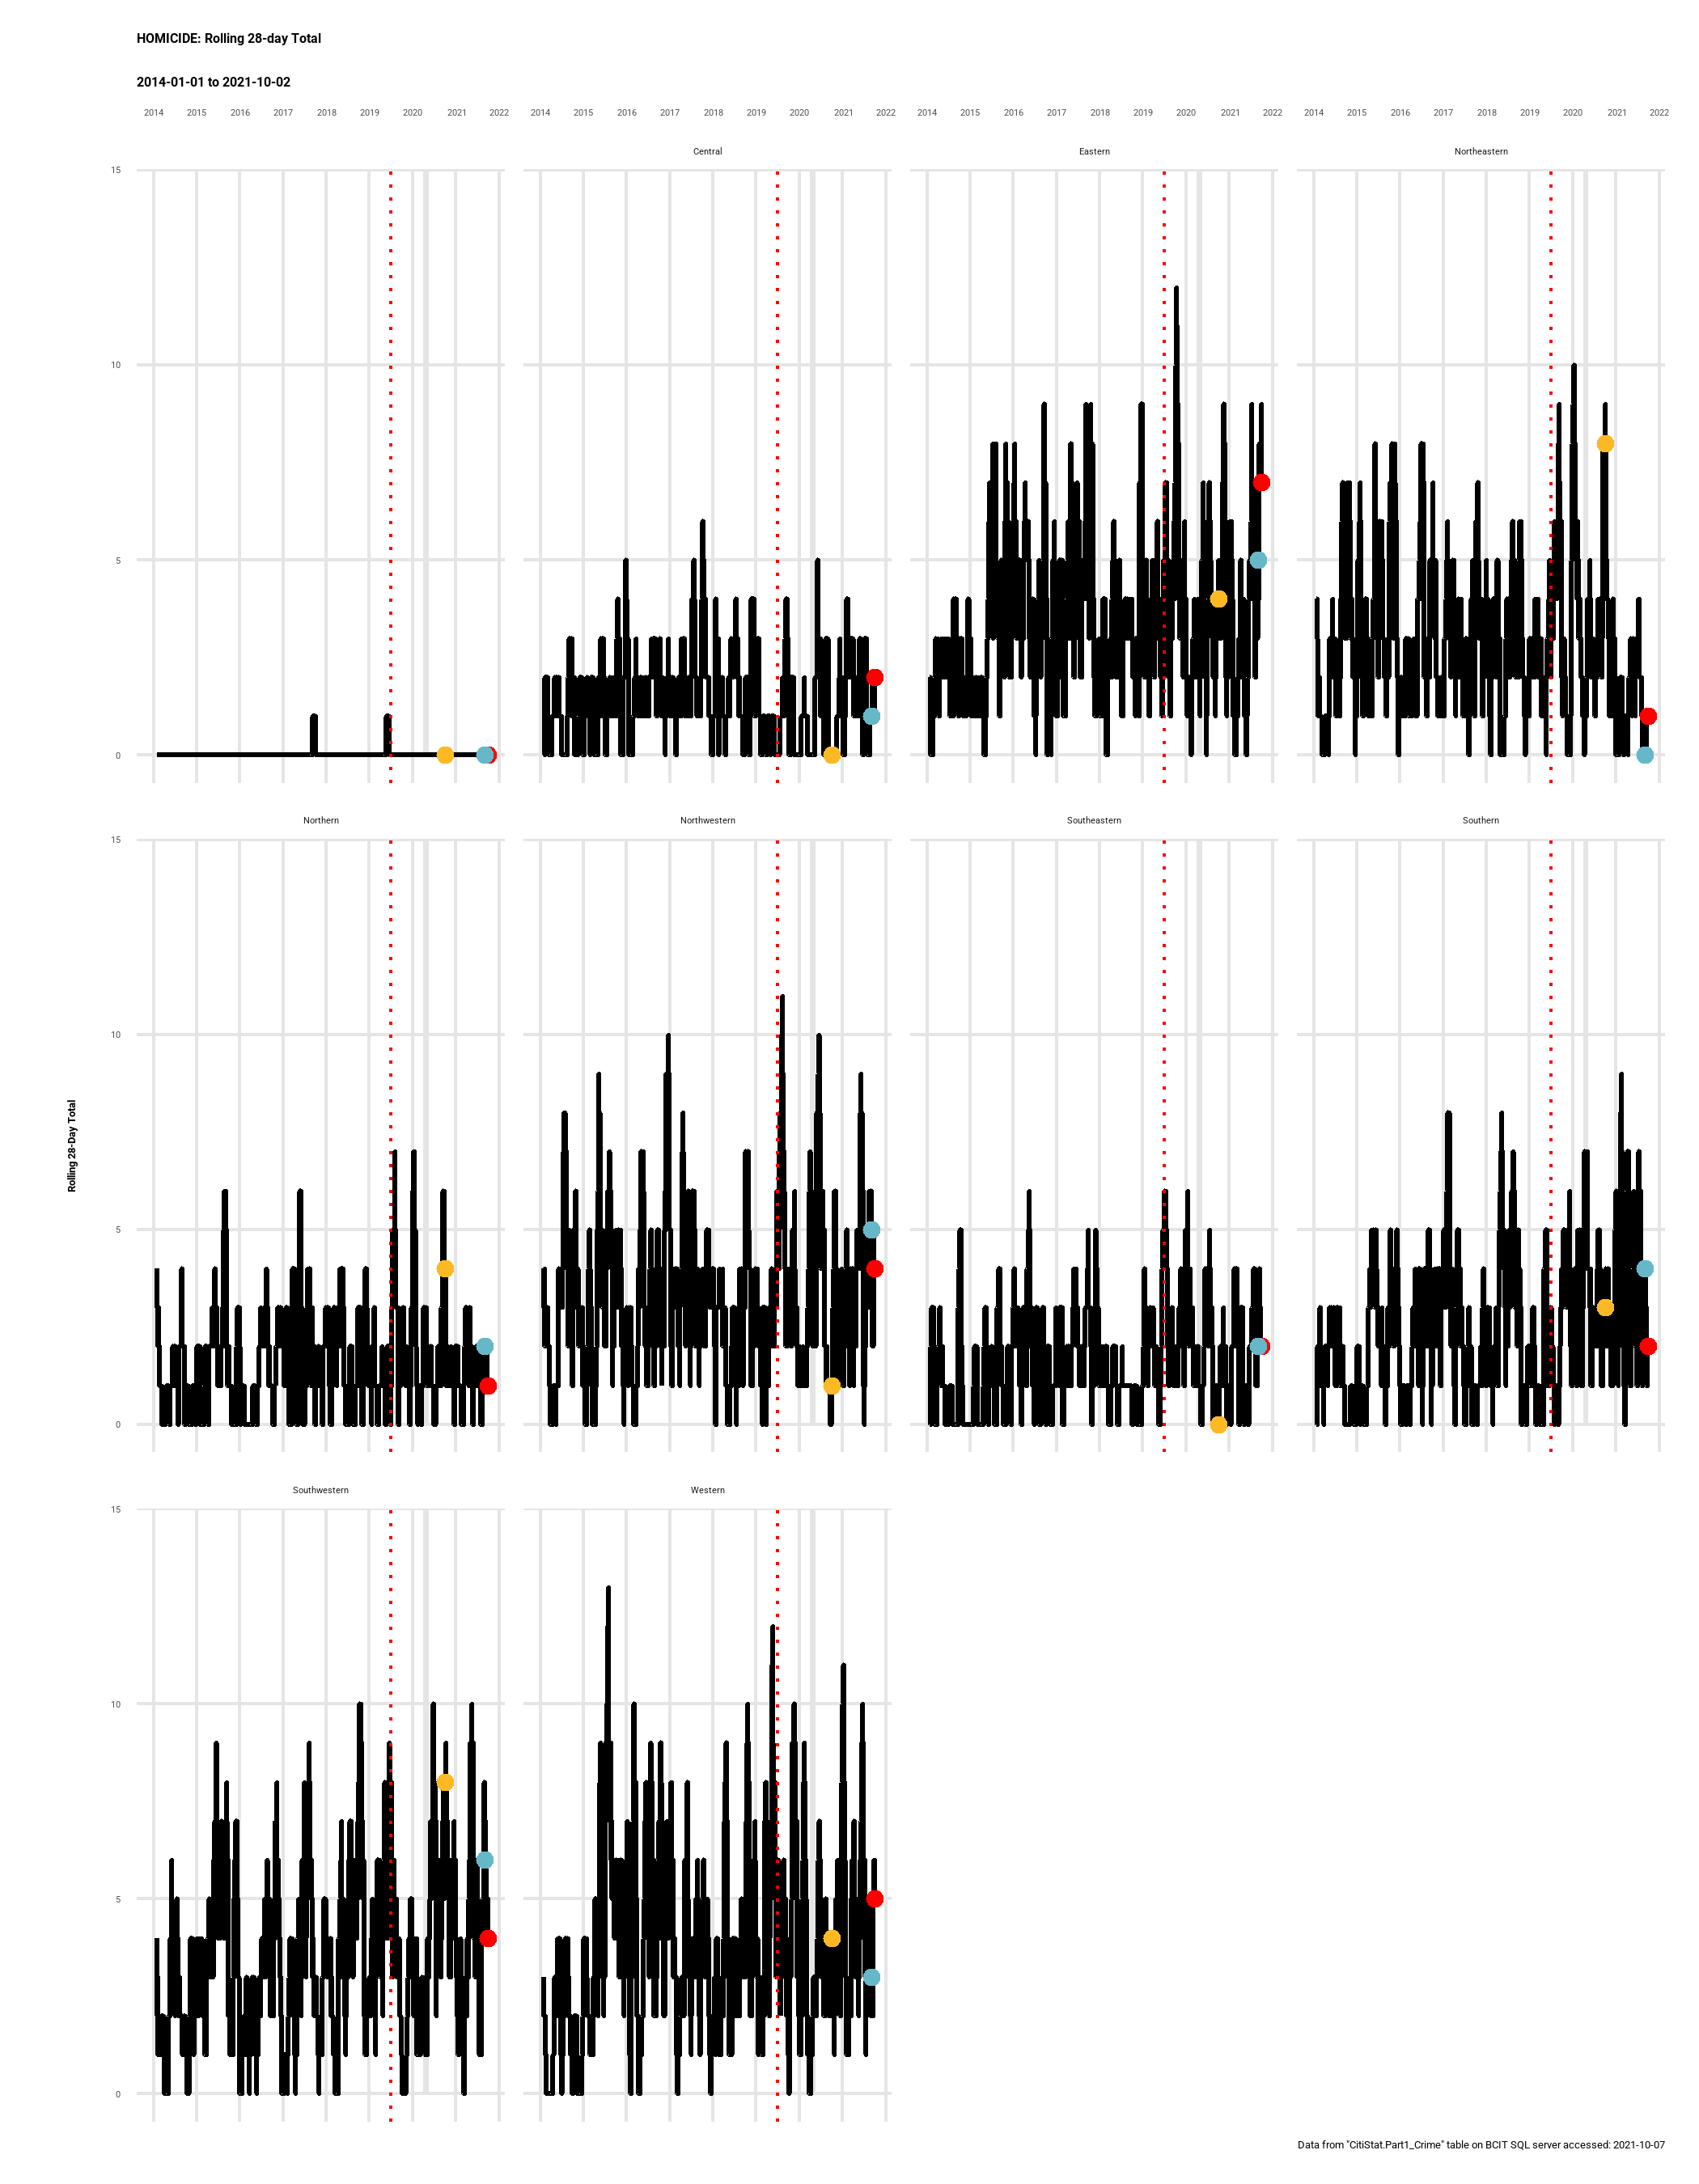 HOMICIDE: Rolling 28-day Total
2014-01-01 to 2021-10-02
2014 2015 2016 2017 2018 2019 2020 2021 2022 2014 2015 2016 2017 2018 2019 2020 2021 2022 2014 2015 2016 2017 2018 2019 2020 2021 2022 2014 2015 2016 2017 2018 2019 2020 2021 2022
Central Eastern Northeastern
15
10
5
0
Northern Northwestern Southeastern Southern
15
10
5
0
Rolling 28-Day Total
Southwestern Western
15
10
5
0
Data from "CitiStat.Part1_Crime" table on BCIT SQL server accessed: 2021-10-07